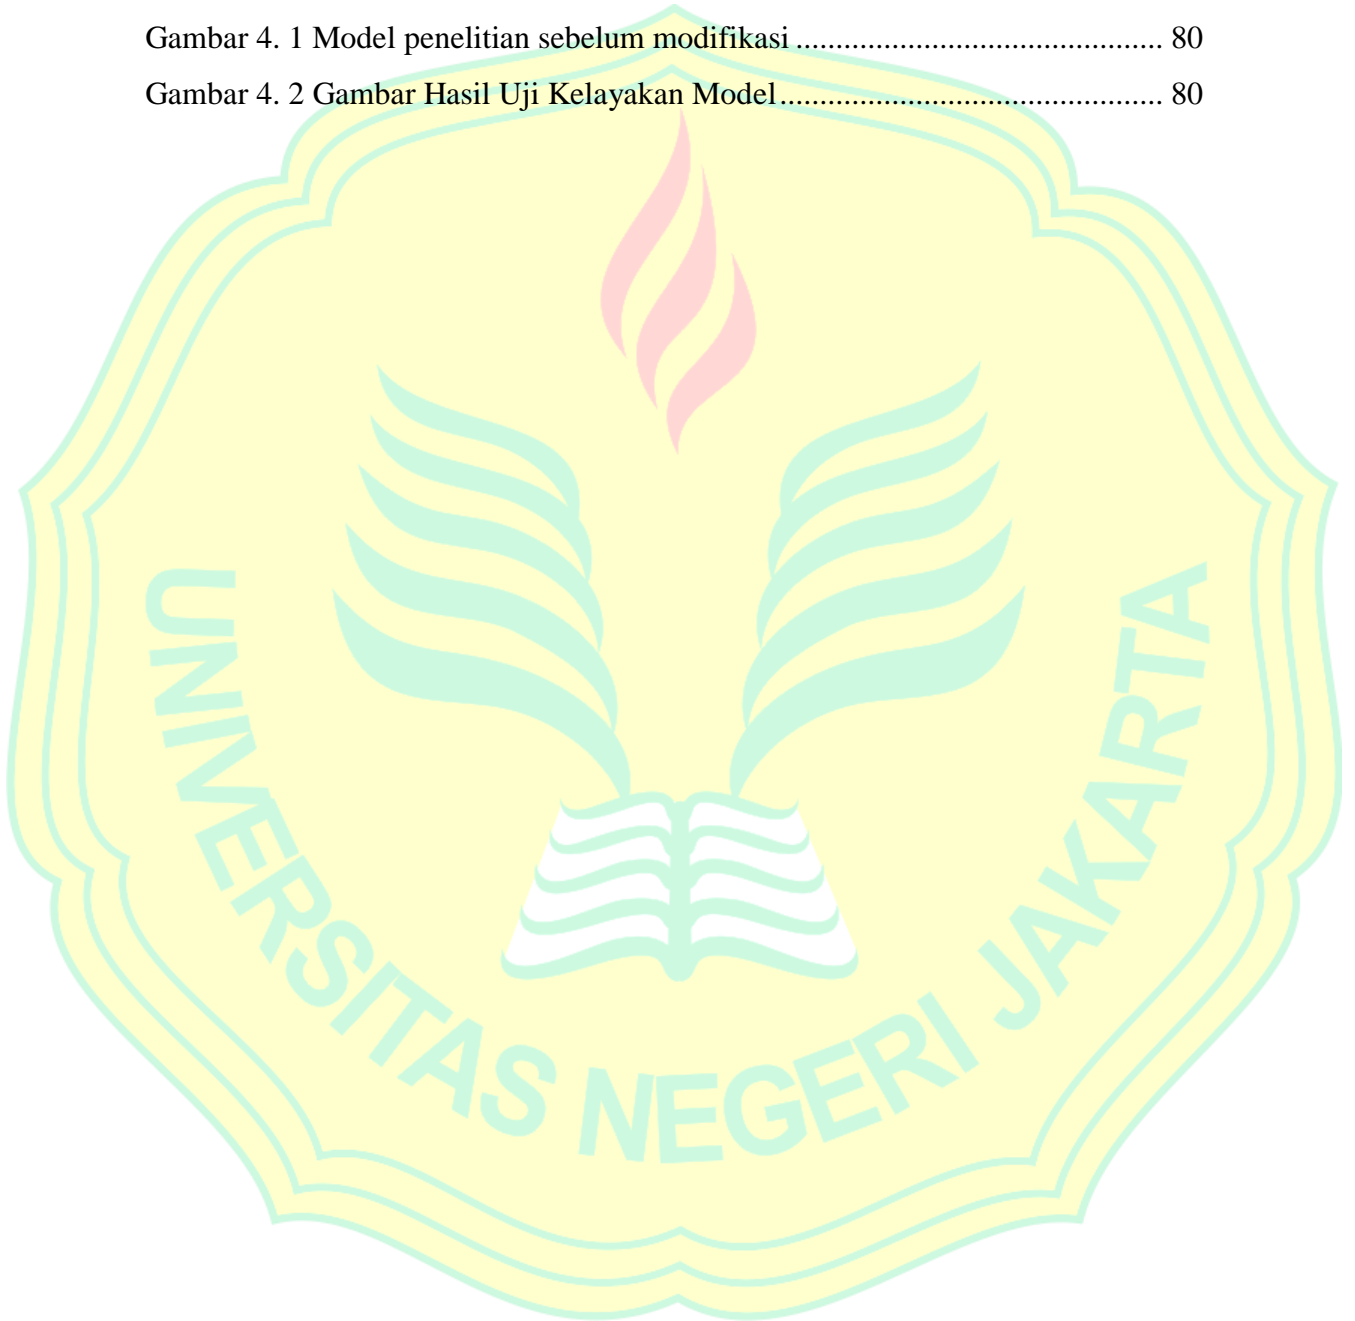 Gambar 4. 1 Model penelitian sebelum modifikasi ............................................. 80
Gambar 4. 2 Gambar Hasil Uji Kelayakan Model ............................................... 80
UNIVERSITAS NEGERI JAKARTA